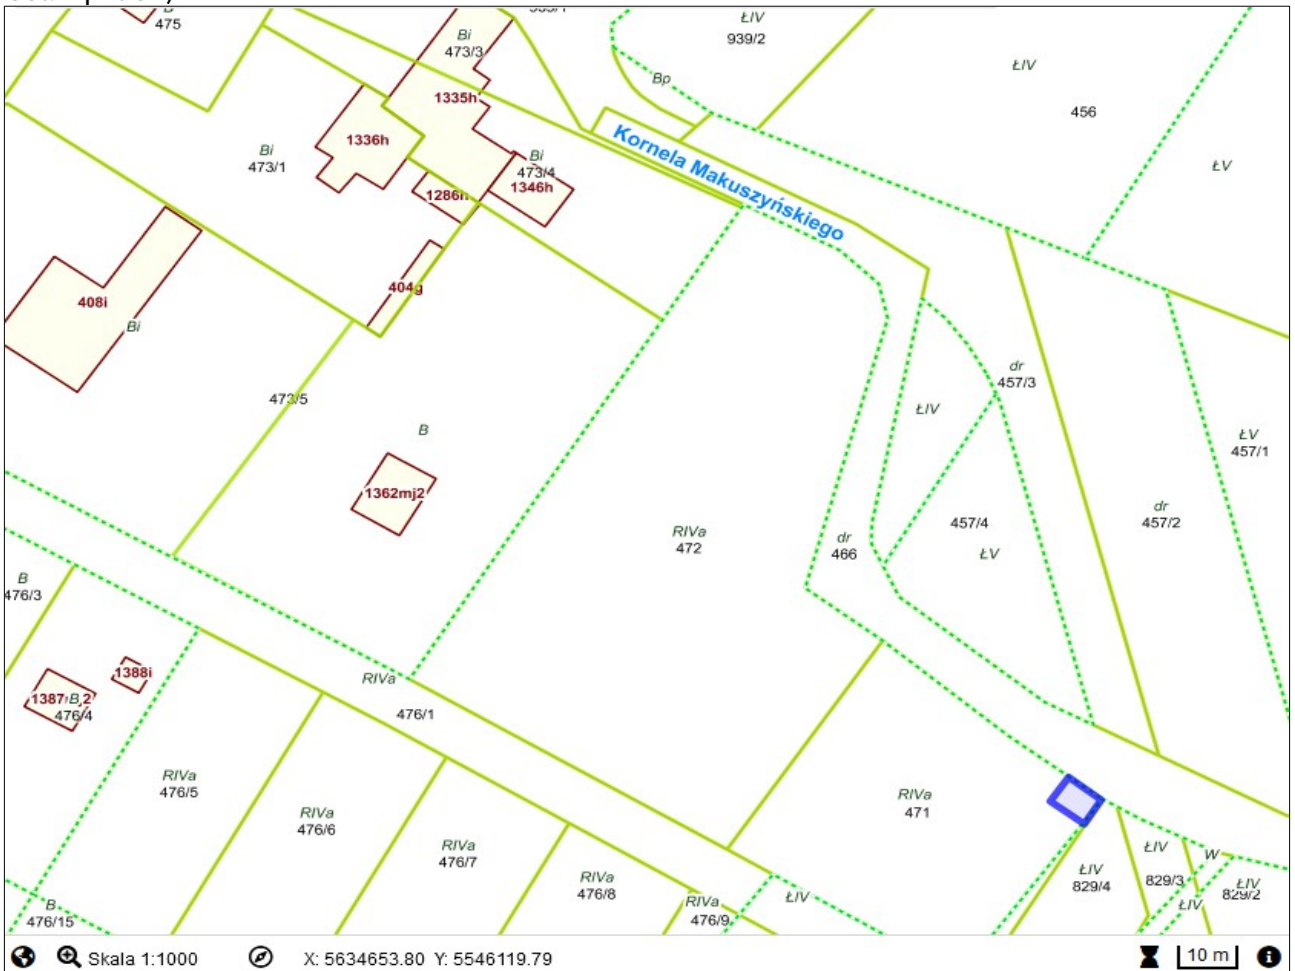 475
Bi
473/3
ŁIV
939/2
ŁIV
Bp
1335h
456
1336h
Kornela Makuszyńskiego
Bi
473/1
Bi
473/4
1346h
ŁV
1286h
404g
408i
Bi
dr
457/3
473/5
ŁIV
B
ŁV
457/1
1362mj2
dr
457/2
457/4
RIVa
472
dr
466
ŁV
B
476/3
1388i
RIVa
B
476/4
476/1
RIVa
476/5
RIVa
476/6
RIVa
471
RIVa
476/7
ŁIV
W
RIVa
476/8
ŁIV
829/4
829/3
ŁIV
829/2
ŁIV
RIVa
476/9
ŁIV
B
476/15
Skala 1:1000
X: 5634653.80 Y: 5546119.79
10 m